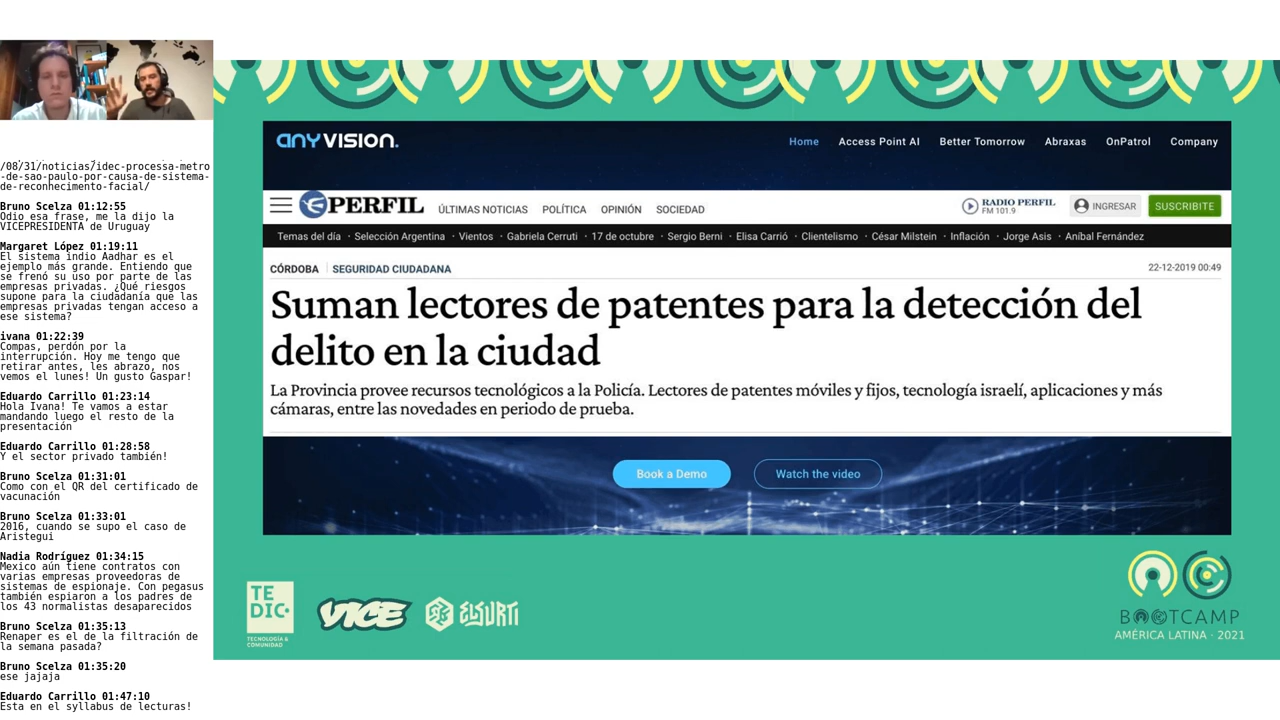 /08/31/noticias/idec-processa-metro
-de-sao-paulo-por-causa-de-sistema-
de-reconhecimento-facial/
Bruno Scelza 01:12:55
Odio esa frase, me la dijo la
VICEPRESIDENTA de Uruguay
Margaret López 01:19:11
El sistema indio Aadhar es el
ejemplo más grande. Entiendo que
se frenó su uso por parte de las
empresas privadas. ¿Qué riesgos
supone para la ciudadanía que las
empresas privadas tengan acceso a
ese sistema?
ivana 01:22:39
Compas, perdón por la
interrupción. Hoy me tengo que
retirar antes, les abrazo, nos
vemos el lunes! Un gusto Gaspar!
Eduardo Carrillo 01:23:14
Hola Ivana! Te vamos a estar
mandando luego el resto de la
presentación
Eduardo Carrillo 01:28:58
Y el sector privado también!
Bruno Scelza 01:31:01
Como con el QR del certificado de
vacunación
Bruno Scelza 01:33:01
2016, cuando se supo el caso de
Aristegui
Nadia Rodríguez 01:34:15
Mexico aún tiene contratos con
varias empresas proveedoras de
sistemas de espionaje. Con pegasus
también espiaron a los padres de
los 43 normalistas desaparecidos
Bruno Scelza 01:35:13
Renaper es el de la filtración de
la semana pasada?
Bruno Scelza 01:35:20
ese jajaja
Eduardo Carrillo 01:47:10
Esta en el syllabus de lecturas!
anyVISION.
Home Access Point AI Better Tomorrow Abraxas OnPatrol Company
PERFIL ÚLTIMAS NOTICIAS POLÍTICA OPINIÓN SOCIEDAD RADIO PERFIL FM 101.9 INGRESAR SUSCRIBITE
Temas del día · Selección Argentina · Vientos · Gabriela Cerruti · 17 de octubre · Sergio Berni · Elisa Carrió · Clientelismo · César Milstein · Inflación · Jorge Asis · Aníbal Fernández
CÓRDOBA SEGURIDAD CIUDADANA 22-12-2019 00:49
Suman lectores de patentes para la detección del
delito en la ciudad
La Provincia provee recursos tecnológicos a la Policía. Lectores de patentes móviles y fijos, tecnología israelí, aplicaciones y más
cámaras, entre las novedades en periodo de prueba.
Book a Demo Watch the video
TEDIC
TECNOLOGÍA &
COMUNIDAD
VICE
ELSURTI
BOOTCAMP
AMÉRICA LATINA · 2021